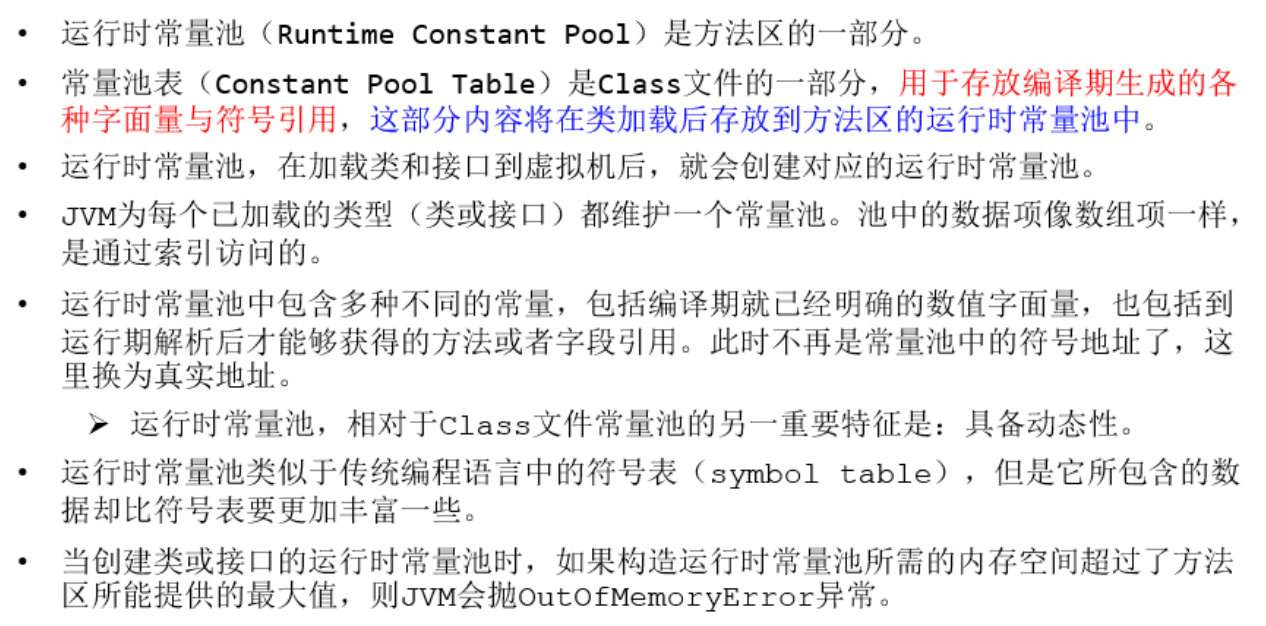 • 运行时常量池（Runtime Constant Pool）是方法区的一部分。
• 常量池表（Constant Pool Table）是Class文件的一部分，用于存放编译期生成的各
种字面量与符号引用，这部分内容将在类加载后存放到方法区的运行时常量池中。
• 运行时常量池，在加载类和接口到虚拟机后，就会创建对应的运行时常量池。
• JVM为每个已加载的类型（类或接口）都维护一个常量池。池中的数据项像数组项一样，
是通过索引访问的。
• 运行时常量池中包含多种不同的常量，包括编译期就已经明确的数值字面量，也包括到
运行期解析后才能够获得的方法或者字段引用。此时不再是常量池中的符号地址了，这
里换为真实地址。
➢ 运行时常量池，相对于Class文件常量池的另一重要特征是：具备动态性。
• 运行时常量池类似于传统编程语言中的符号表（symbol table），但是它所包含的数
据却比符号表要更加丰富一些。
• 当创建类或接口的运行时常量池时，如果构造运行时常量池所需的内存空间超过了方法
区所能提供的最大值，则JVM会抛OutOfMemoryError异常。